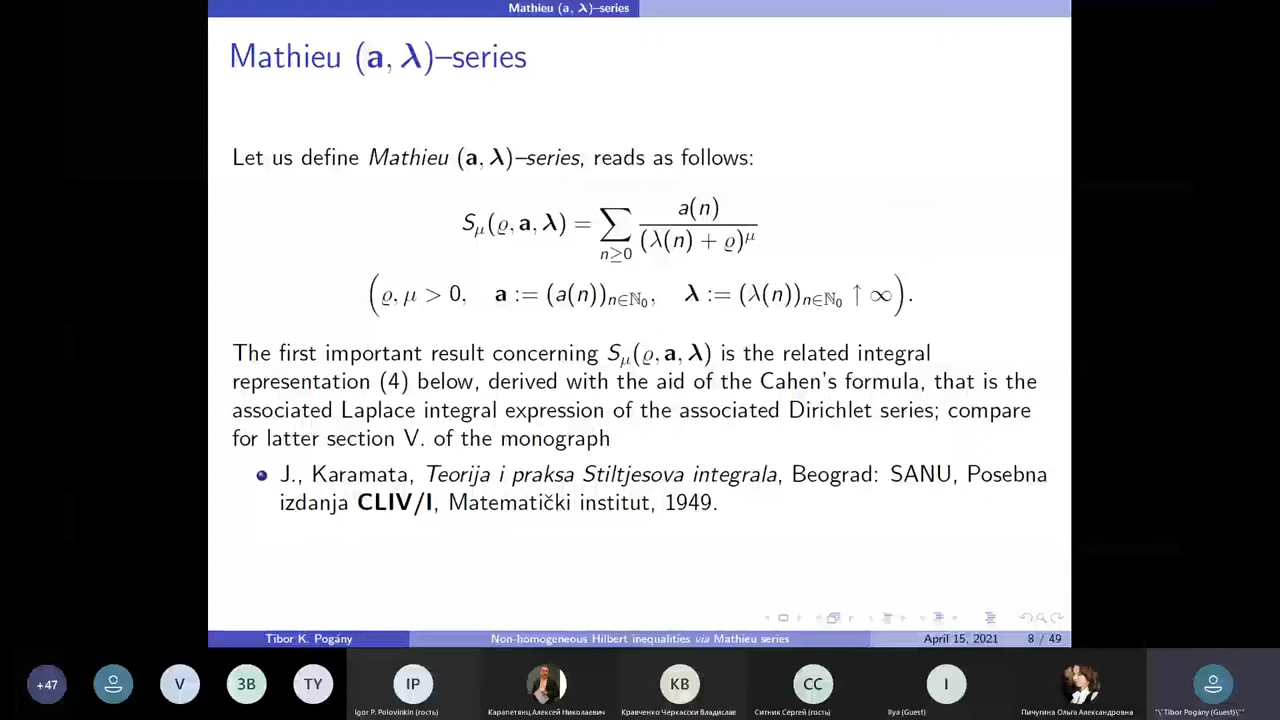 Mathieu (a, λ)–series
Mathieu (a, λ)–series
Let us define Mathieu (a, λ)–series, reads as follows:
S_μ(ϱ, a, λ) = ∑_{n≥0} a(n) / (λ(n) + ϱ)^μ
(ϱ, μ > 0, a := (a(n))_{n∈ℕ₀}, λ := (λ(n))_{n∈ℕ₀} ↑ ∞).
The first important result concerning S_μ(ϱ, a, λ) is the related integral
representation (4) below, derived with the aid of the Cahen's formula, that is the
associated Laplace integral expression of the associated Dirichlet series; compare
for latter section V. of the monograph
J., Karamata, Teorija i praksa Stiltjesova integrala, Beograd: SANU, Posebna
izdanja CLIV/I, Matematički institut, 1949.
Tibor K. Pogány Non-homogeneous Hilbert inequalities via Mathieu series April 15, 2021 8 / 49
+47 V ЗВ TY IP КВ СС I
Igor P. Polovinkin (гость) Карапетянц Алексей Николаевич Кравченко Черкасски Владислав Ситник Сергей (гость) Ilya (Guest) Пичугина Ольга Александровна "\'Tibor Pogány (Guest)\'"